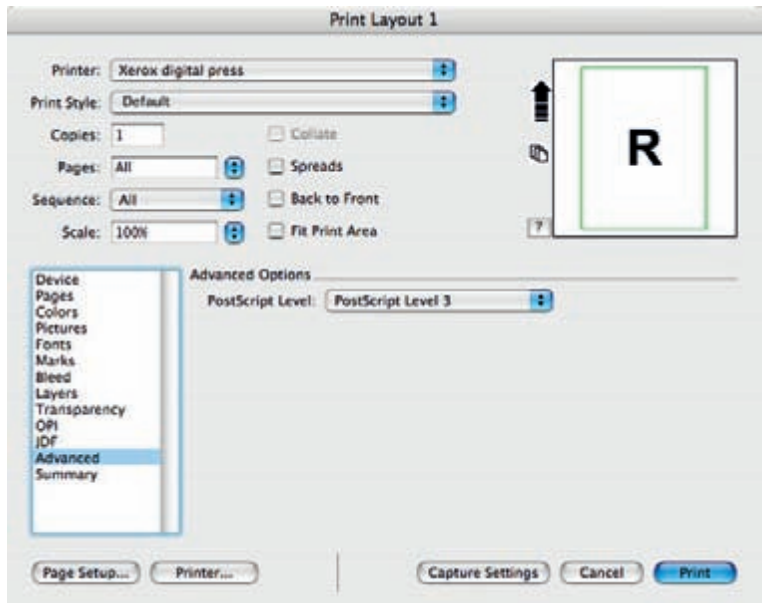 Print Layout 1
Printer: Xerox digital press
Print Style: Default
Copies: 1 Collate
Pages: All Spreads
Sequence: All Back to Front
Scale: 100% Fit Print Area
R
?
Device
Pages
Colors
Pictures
Fonts
Marks
Bleed
Layers
Transparency
OPI
JDF
Advanced
Summary
Advanced Options
PostScript Level: PostScript Level 3
Page Setup... Printer... Capture Settings Cancel Print